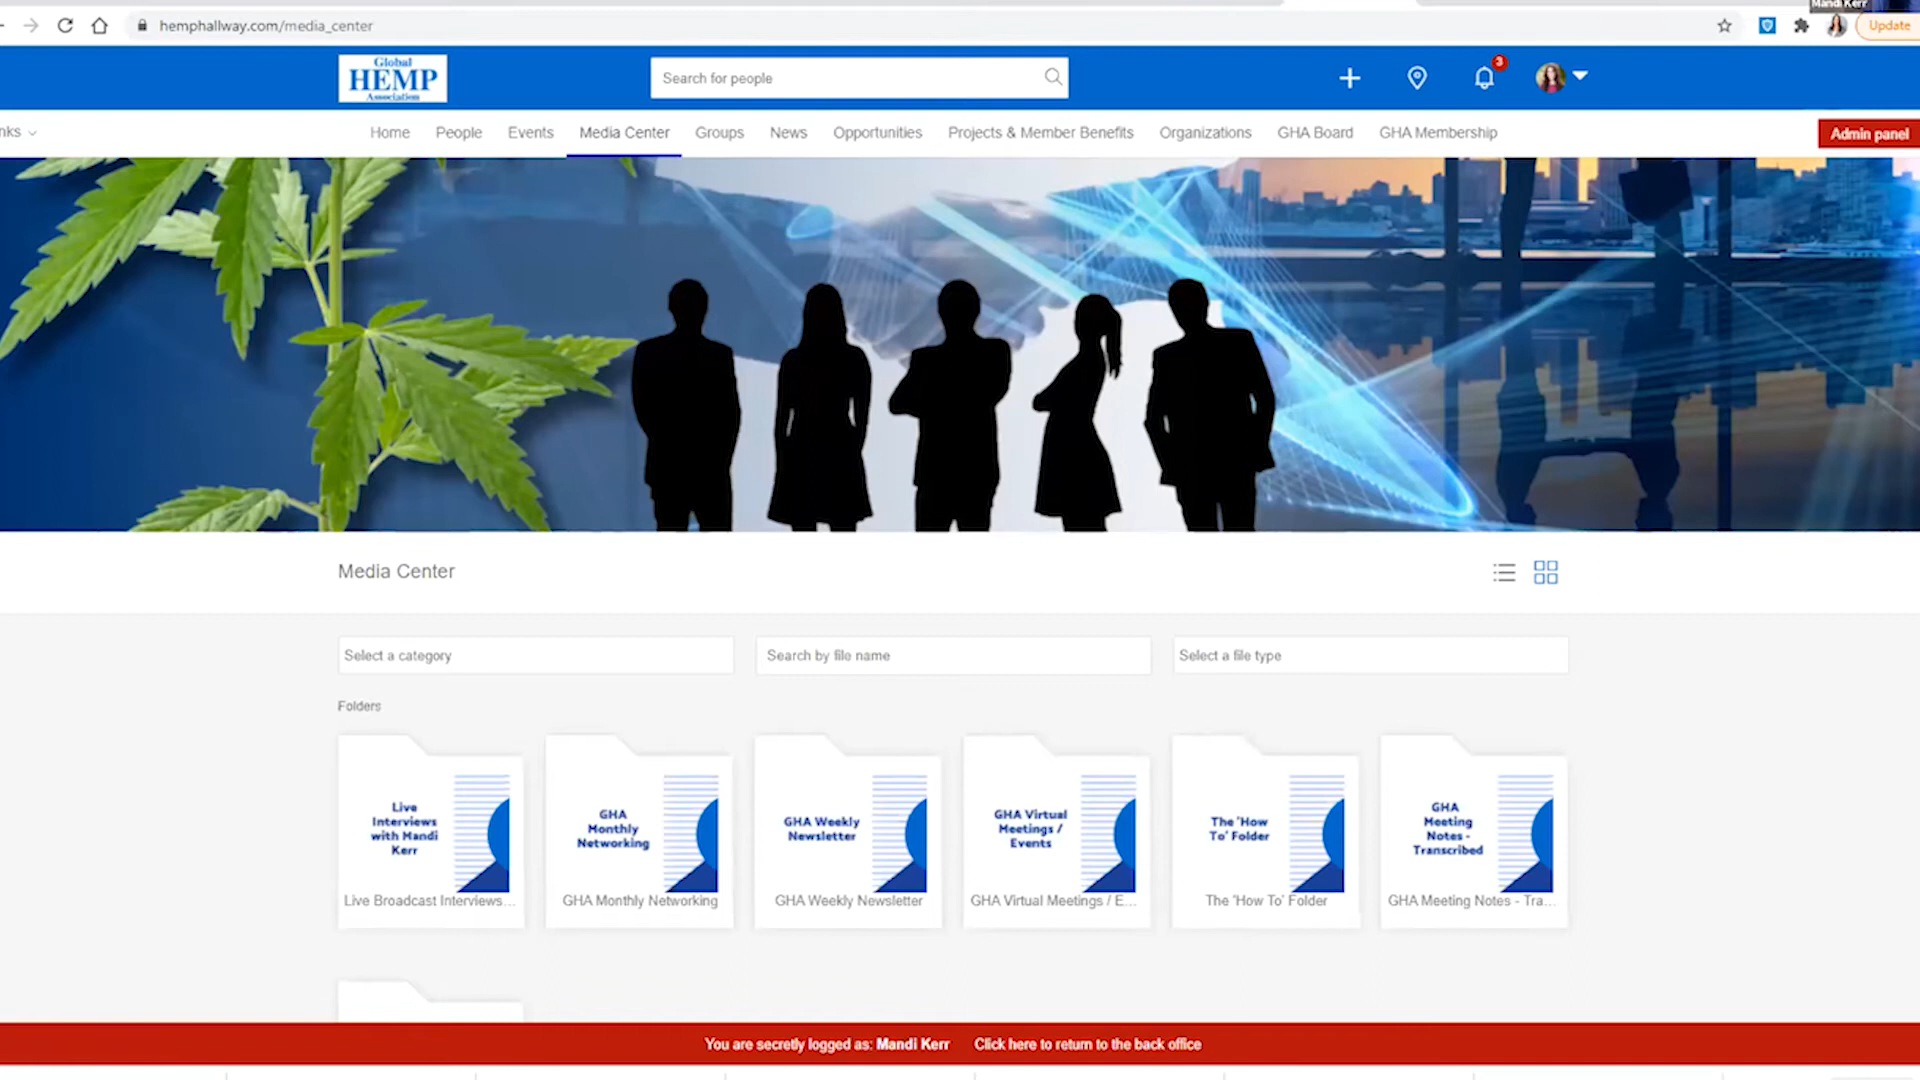 Mandi Kerr
hemphallway.com/media_center
Update
Global
HEMP
Association
Search for people
3
nks
Home
People
Events
Media Center
Groups
News
Opportunities
Projects & Member Benefits
Organizations
GHA Board
GHA Membership
Admin panel
Media Center
Select a category
Search by file name
Select a file type
Folders
Live
Interviews
with Mandi
Kerr
Live Broadcast Interviews...
GHA
Monthly
Networking
GHA Monthly Networking
GHA Weekly
Newsletter
GHA Weekly Newsletter
GHA Virtual
Meetings /
Events
GHA Virtual Meetings / E...
The 'How
To' Folder
The 'How To' Folder
GHA
Meeting
Notes -
Transcribed
GHA Meeting Notes - Tra...
You are secretly logged as: Mandi Kerr
Click here to return to the back office